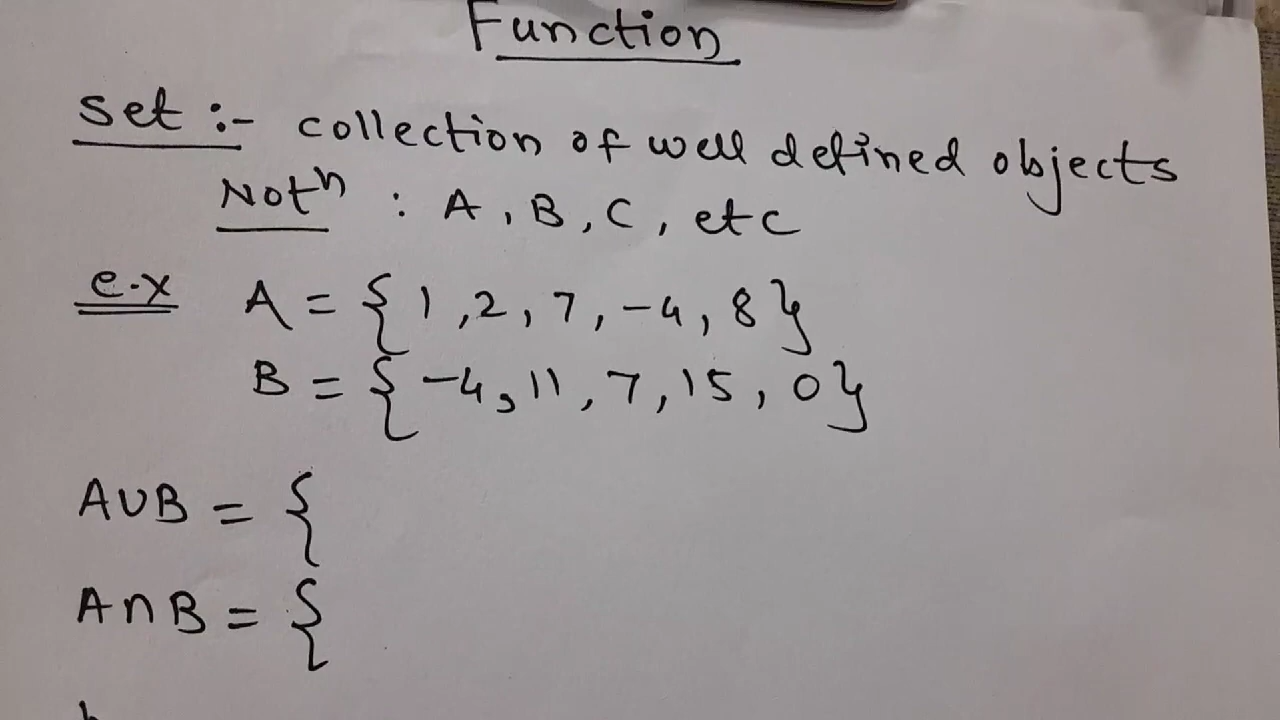 Function
Set :- collection of well defined objects
Notⁿ : A, B, C, etc
e.x A = {1, 2, 7, -4, 8}
B = {-4, 11, 7, 15, 0}
A∪B = {
A∩B = {